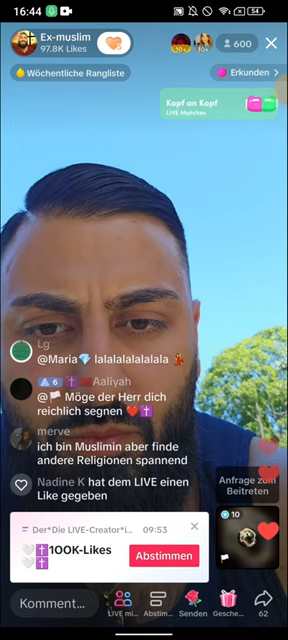 16:44
54
Ex-muslim
97.8K Likes
20+
10+
600
Wöchentliche Rangliste
Erkunden >
Kopf an Kopf
LIVE Matches
Lg
@Maria💎 lalalalalalalala 💃
6 ✝️ Aaliyah
@🏳️ Möge der Herr dich
reichlich segnen ❤️✝️
merve
ich bin Muslimin aber finde
andere Religionen spannend
Nadine K hat dem LIVE einen
Like gegeben
Anfrage zum
Beitreten
10
Der*Die LIVE-Creator*i... 09:53
🤍✝️100K-Likes
🤍✝️
Abstimmen
Komment...
LIVE mi...
Abstim...
Senden
Gesche...
62